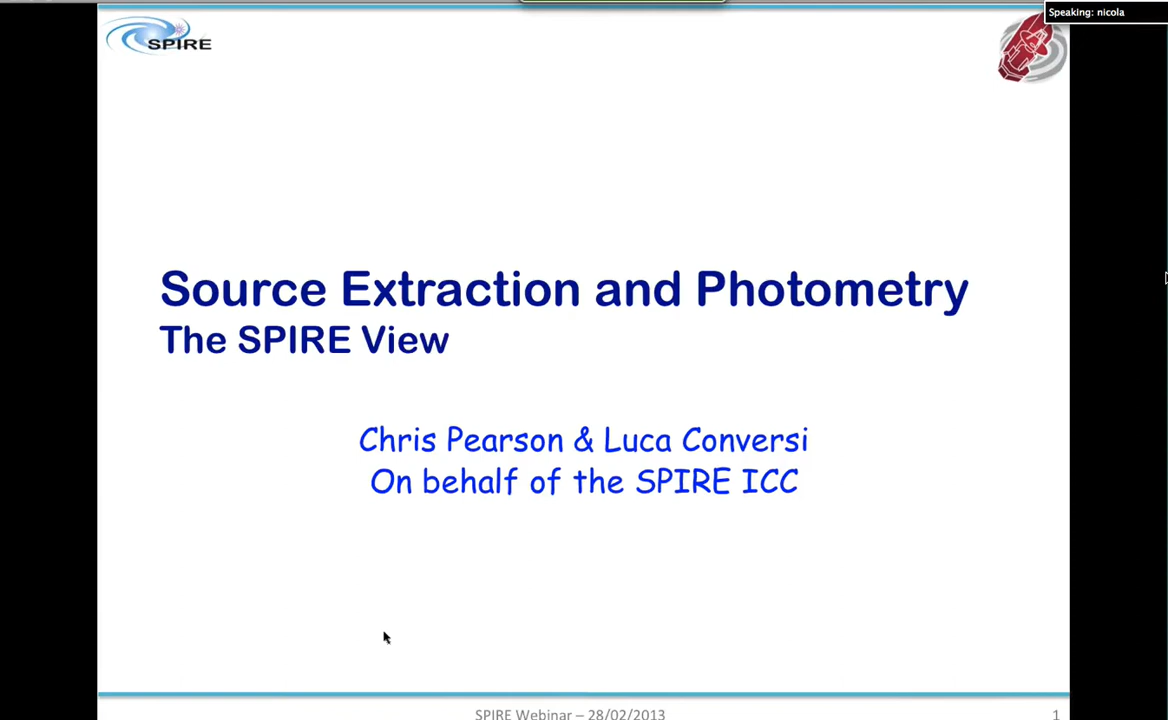 Speaking: nicola
SPIRE
Source Extraction and Photometry
The SPIRE View
Chris Pearson & Luca Conversi
On behalf of the SPIRE ICC
SPIRE Webinar – 28/02/2013
1